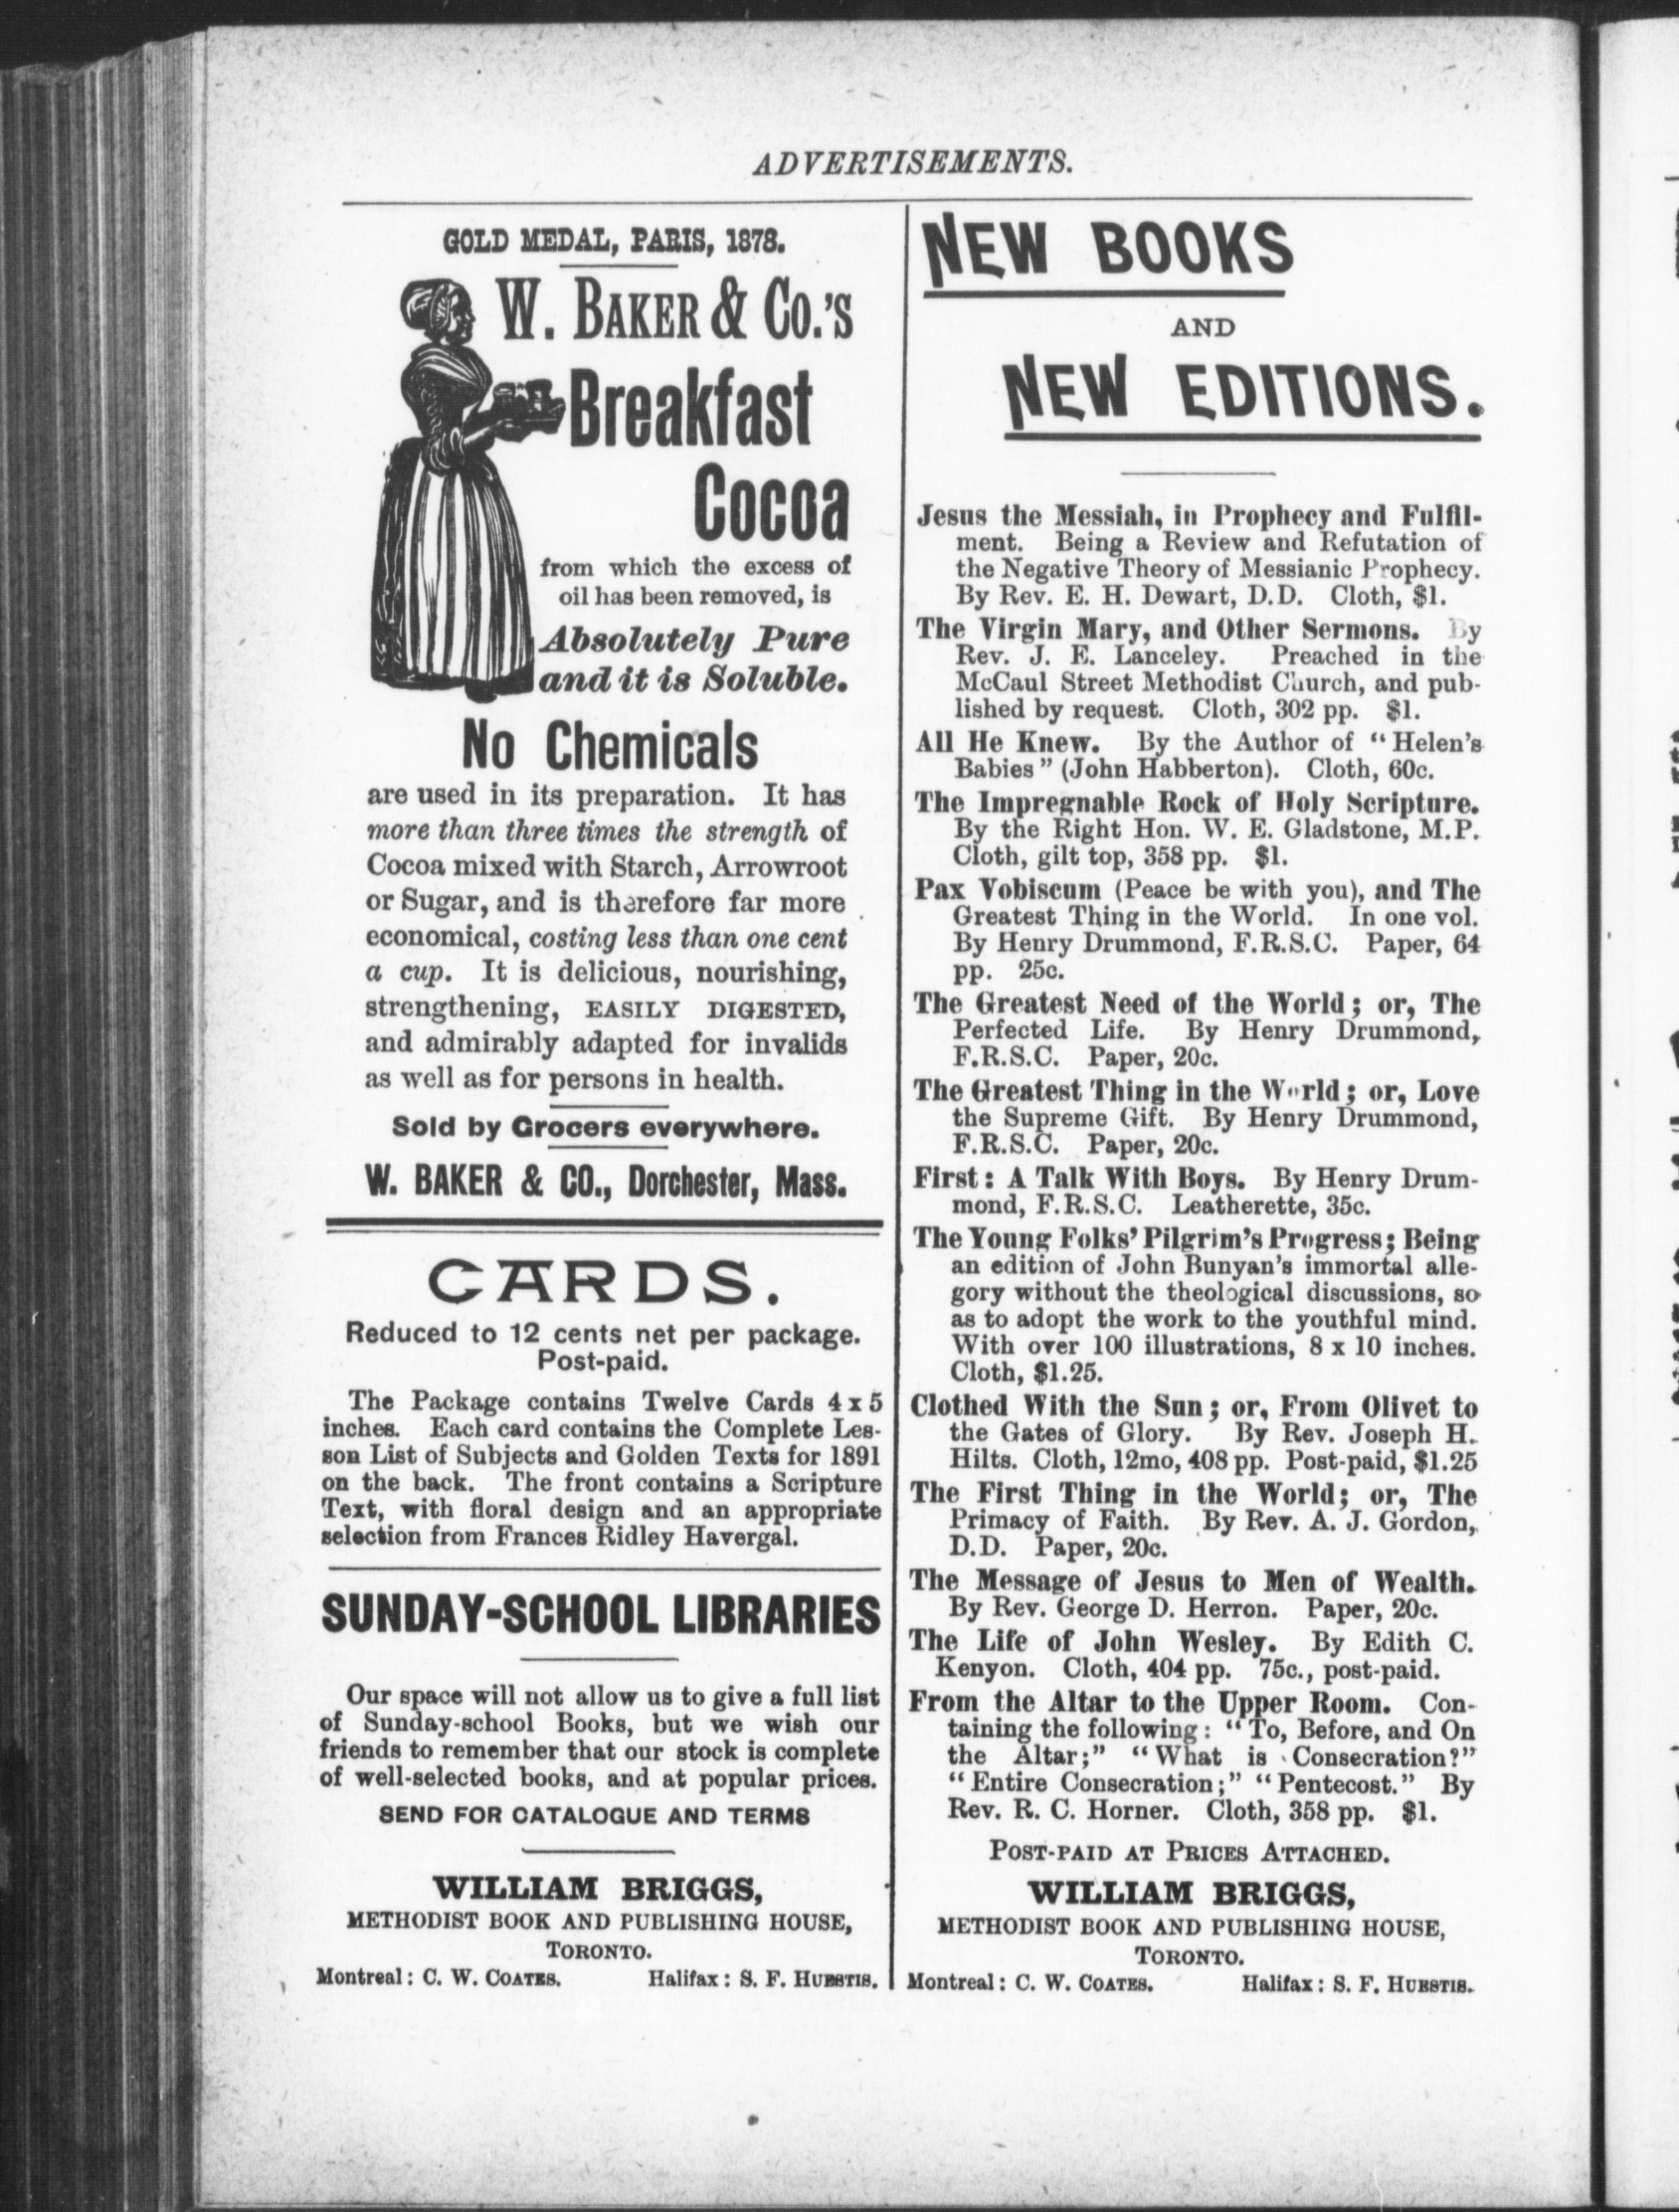 ADVERTISEMENTS.
GOLD MEDAL, PARIS, 1878.
W. BAKER & CO.'S
Breakfast
Cocoa
from which the excess of
oil has been removed, is
Absolutely Pure
and it is Soluble.
No Chemicals
are used in its preparation. It has
more than three times the strength of
Cocoa mixed with Starch, Arrowroot
or Sugar, and is therefore far more
economical, costing less than one cent
a cup. It is delicious, nourishing,
strengthening, EASILY DIGESTED,
and admirably adapted for invalids
as well as for persons in health.
Sold by Grocers everywhere.
W. BAKER & CO., Dorchester, Mass.
CARDS.
Reduced to 12 cents net per package.
Post-paid.
The Package contains Twelve Cards 4 x 5
inches. Each card contains the Complete Les-
son List of Subjects and Golden Texts for 1891
on the back. The front contains a Scripture
Text, with floral design and an appropriate
selection from Frances Ridley Havergal.
SUNDAY-SCHOOL LIBRARIES
Our space will not allow us to give a full list
of Sunday-school Books, but we wish our
friends to remember that our stock is complete
of well-selected books, and at popular prices.
SEND FOR CATALOGUE AND TERMS
WILLIAM BRIGGS,
METHODIST BOOK AND PUBLISHING HOUSE,
TORONTO.
Montreal: C. W. COATES. Halifax: S. F. HUESTIS.
NEW BOOKS
AND
NEW EDITIONS.
Jesus the Messiah, in Prophecy and Fulfil-
ment. Being a Review and Refutation of
the Negative Theory of Messianic Prophecy.
By Rev. E. H. Dewart, D.D. Cloth, $1.
The Virgin Mary, and Other Sermons. By
Rev. J. E. Lanceley. Preached in the
McCaul Street Methodist Church, and pub-
lished by request. Cloth, 302 pp. $1.
All He Knew. By the Author of "Helen's
Babies" (John Habberton). Cloth, 60c.
The Impregnable Rock of Holy Scripture.
By the Right Hon. W. E. Gladstone, M.P.
Cloth, gilt top, 358 pp. $1.
Pax Vobiscum (Peace be with you), and The
Greatest Thing in the World. In one vol.
By Henry Drummond, F.R.S.C. Paper, 64
pp. 25c.
The Greatest Need of the World; or, The
Perfected Life. By Henry Drummond,
F.R.S.C. Paper, 20c.
The Greatest Thing in the World; or, Love
the Supreme Gift. By Henry Drummond,
F.R.S.C. Paper, 20c.
First: A Talk With Boys. By Henry Drum-
mond, F.R.S.C. Leatherette, 35c.
The Young Folks' Pilgrim's Progress; Being
an edition of John Bunyan's immortal alle-
gory without the theological discussions, so
as to adopt the work to the youthful mind.
With over 100 illustrations, 8 x 10 inches.
Cloth, $1.25.
Clothed With the Sun; or, From Olivet to
the Gates of Glory. By Rev. Joseph H.
Hilts. Cloth, 12mo, 408 pp. Post-paid, $1.25
The First Thing in the World; or, The
Primacy of Faith. By Rev. A. J. Gordon,
D.D. Paper, 20c.
The Message of Jesus to Men of Wealth.
By Rev. George D. Herron. Paper, 20c.
The Life of John Wesley. By Edith C.
Kenyon. Cloth, 404 pp. 75c., post-paid.
From the Altar to the Upper Room. Con-
taining the following: "To, Before, and On
the Altar;" "What is Consecration?"
"Entire Consecration;" "Pentecost." By
Rev. R. C. Horner. Cloth, 358 pp. $1.
POST-PAID AT PRICES ATTACHED.
WILLIAM BRIGGS,
METHODIST BOOK AND PUBLISHING HOUSE,
TORONTO.
Montreal: C. W. COATES. Halifax: S. F. HUESTIS.